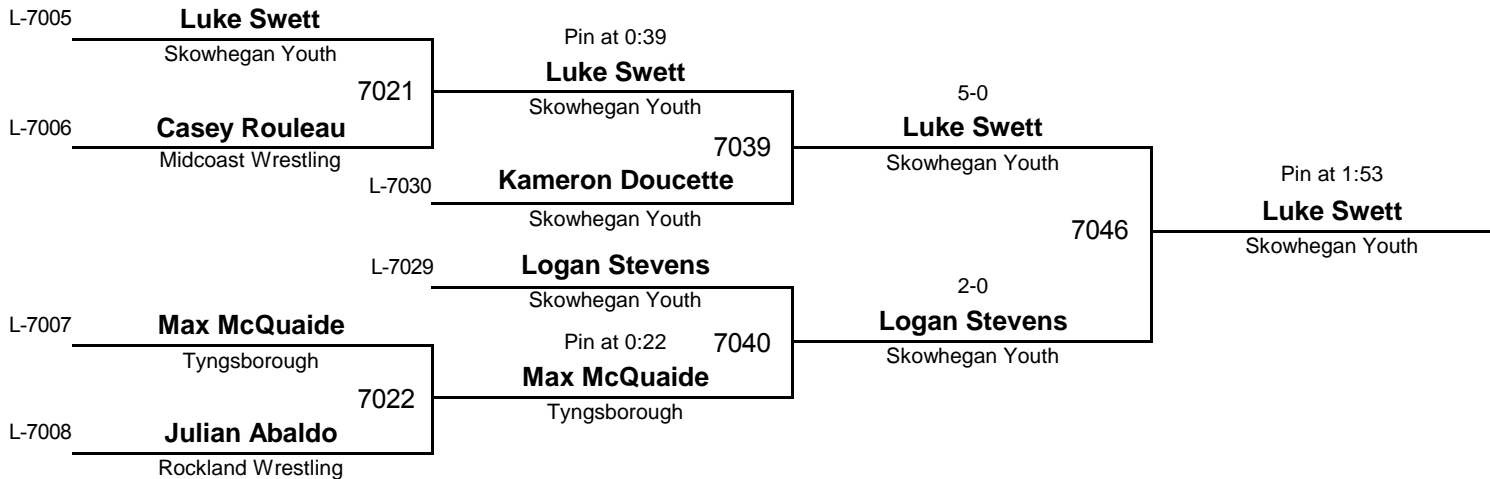 L-7005
Luke Swett
Skowhegan Youth
7021
L-7006
Casey Rouleau
Midcoast Wrestling
Pin at 0:39
Luke Swett
Skowhegan Youth
7039
L-7030
Kameron Doucette
Skowhegan Youth
5-0
Luke Swett
Skowhegan Youth
7046
Pin at 1:53
Luke Swett
Skowhegan Youth
L-7029
Logan Stevens
Skowhegan Youth
7040
2-0
Logan Stevens
Skowhegan Youth
L-7007
Max McQuaide
Tyngsborough
7022
Pin at 0:22
Max McQuaide
Tyngsborough
L-7008
Julian Abaldo
Rockland Wrestling